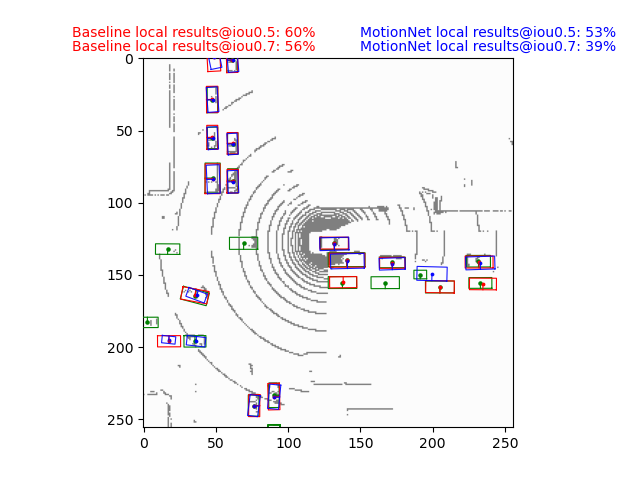 Baseline local results@iou0.5: 60% MotionNet local results@iou0.5: 53%
Baseline local results@iou0.7: 56% MotionNet local results@iou0.7: 39%
0
50
100
150
200
250
0 50 100 150 200 250